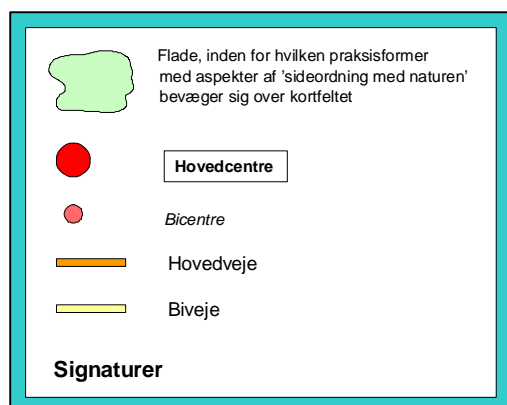 Flade, inden for hvilken praksisformer
med aspekter af 'sideordning med naturen'
bevæger sig over kortfeltet
Hovedcentre
Bicentre
Hovedveje
Biveje
Signaturer